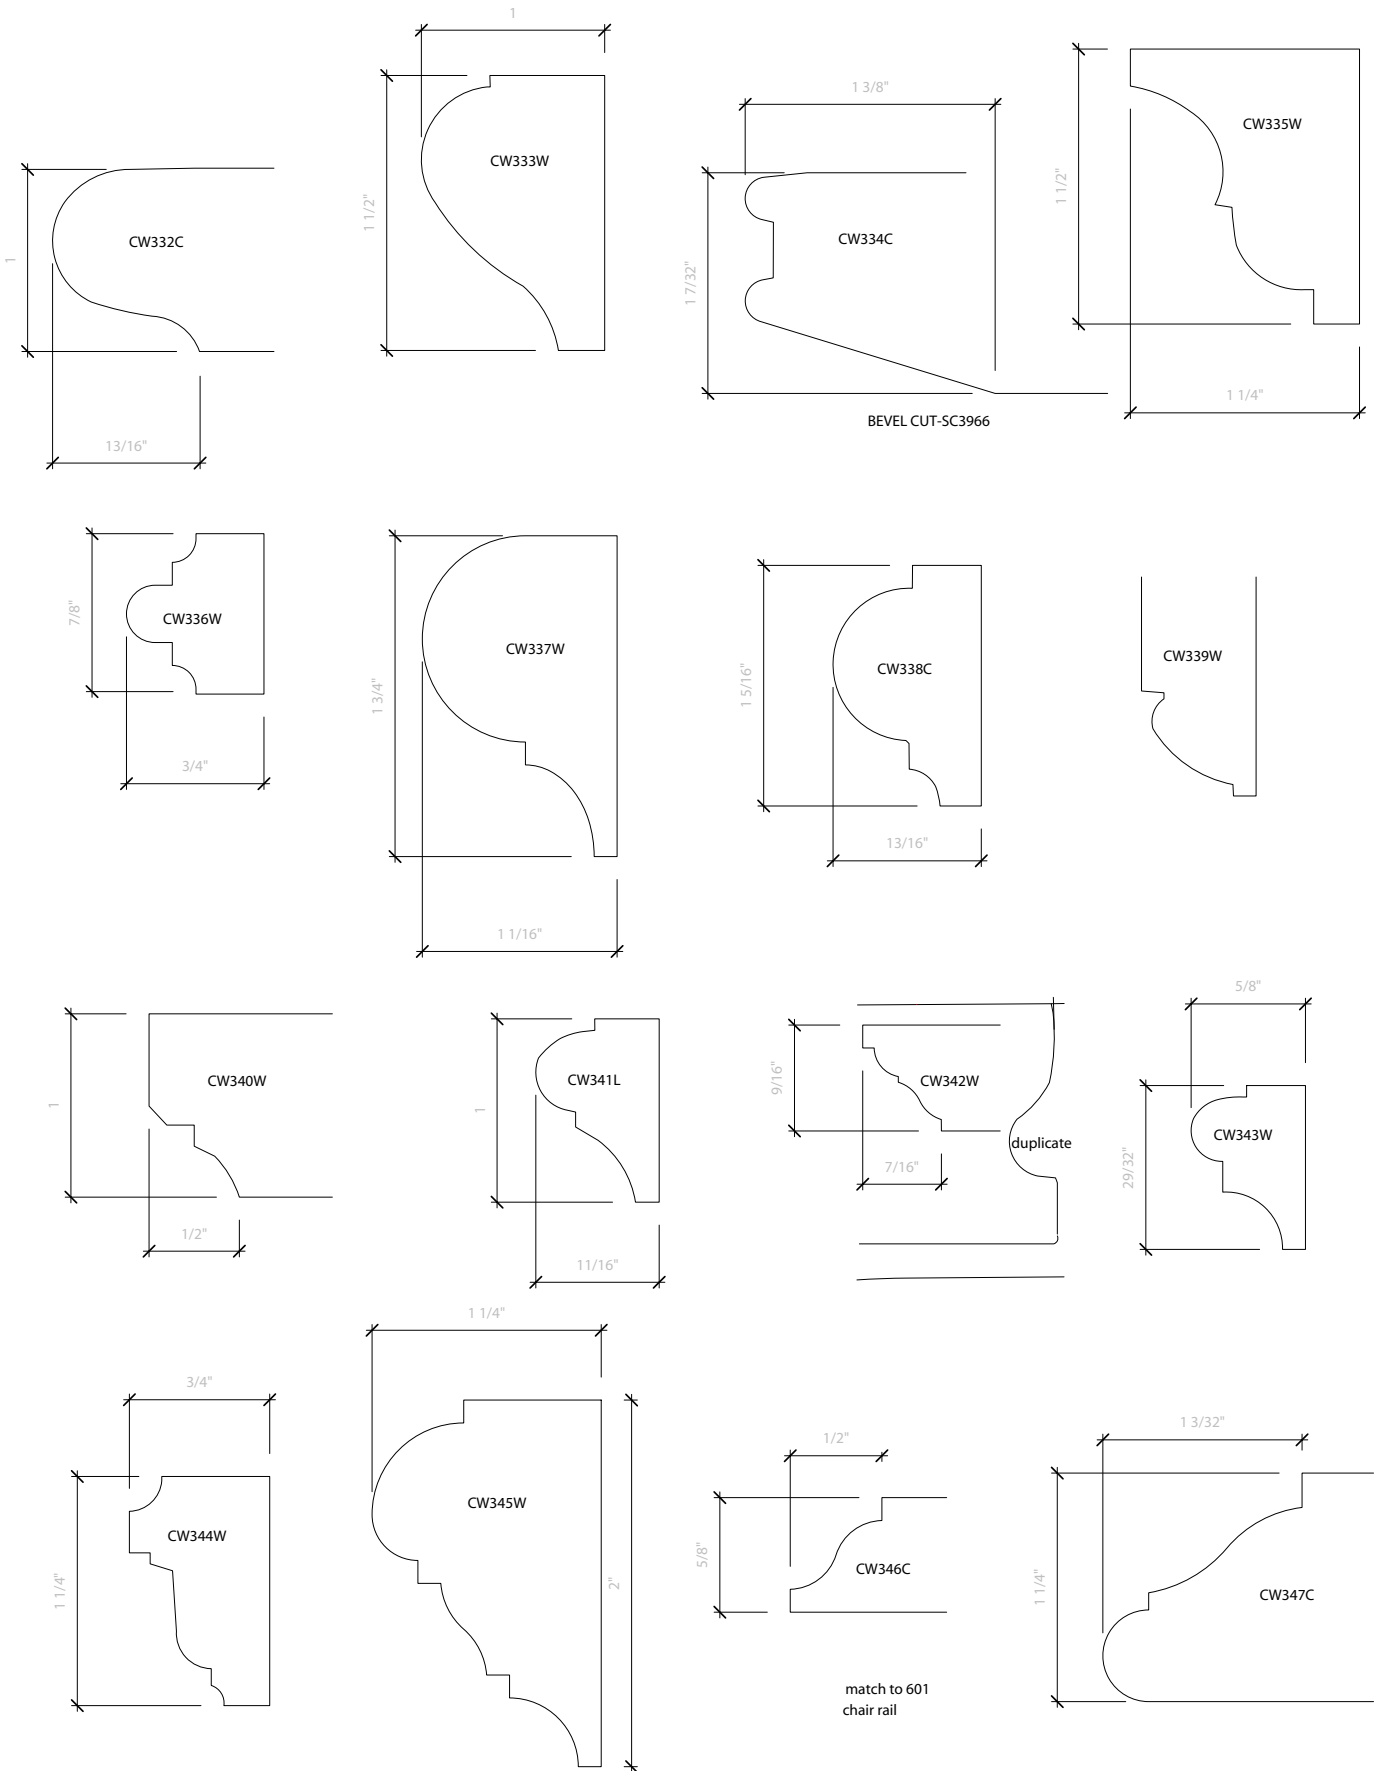 1
1 1/2"
CW333W
1 3/8"
1 7/32"
CW334C
BEVEL CUT-SC3966
1 1/2"
CW335W
1 1/4"
1
CW332C
13/16"
7/8"
CW336W
3/4"
1 3/4"
CW337W
1 1/16"
1 5/16"
CW338C
13/16"
CW339W
1
CW340W
1/2"
1
CW341L
11/16"
9/16"
CW342W
7/16"
duplicate
5/8"
29/32"
CW343W
3/4"
1 1/4"
CW344W
1 1/4"
CW345W
2"
1/2"
5/8"
CW346C
match to 601
chair rail
1 3/32"
1 1/4"
CW347C